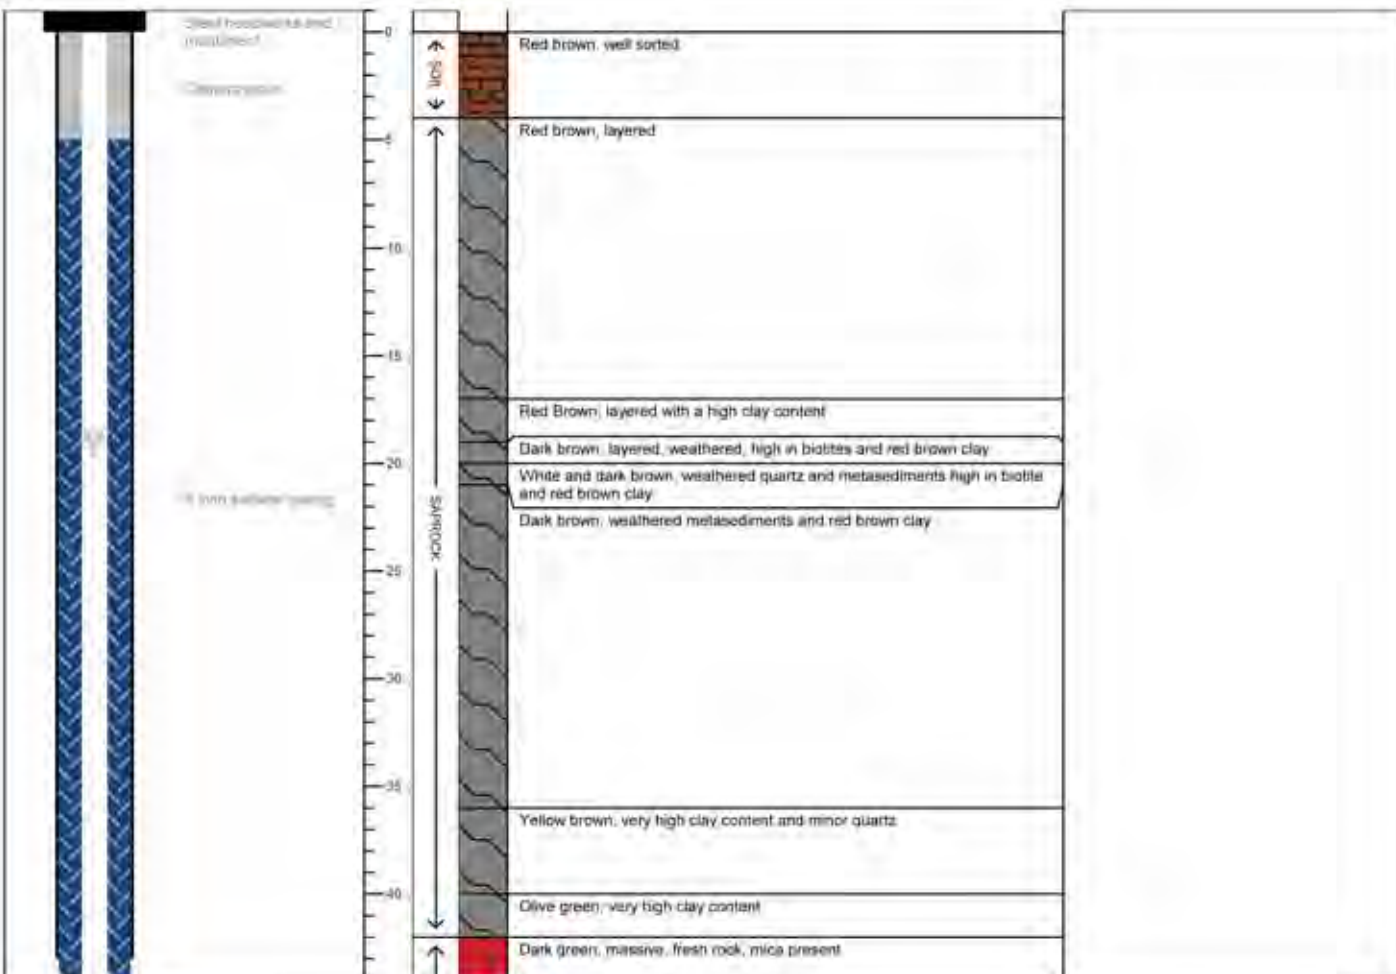 0
Red brown, well sorted
SOIL
Red brown, layered
5
10
15
Red Brown, layered with a high clay content
Dark brown, layered, weathered, high in biotites and red brown clay
20
White and dark brown, weathered quartz and metasediments high in biotite
and red brown clay
Dark brown, weathered metasediments and red brown clay
SAPROCK
25
30
35
Yellow brown, very high clay content and minor quartz
40
Olive green, very high clay content
Dark green, massive, fresh rock, mica present